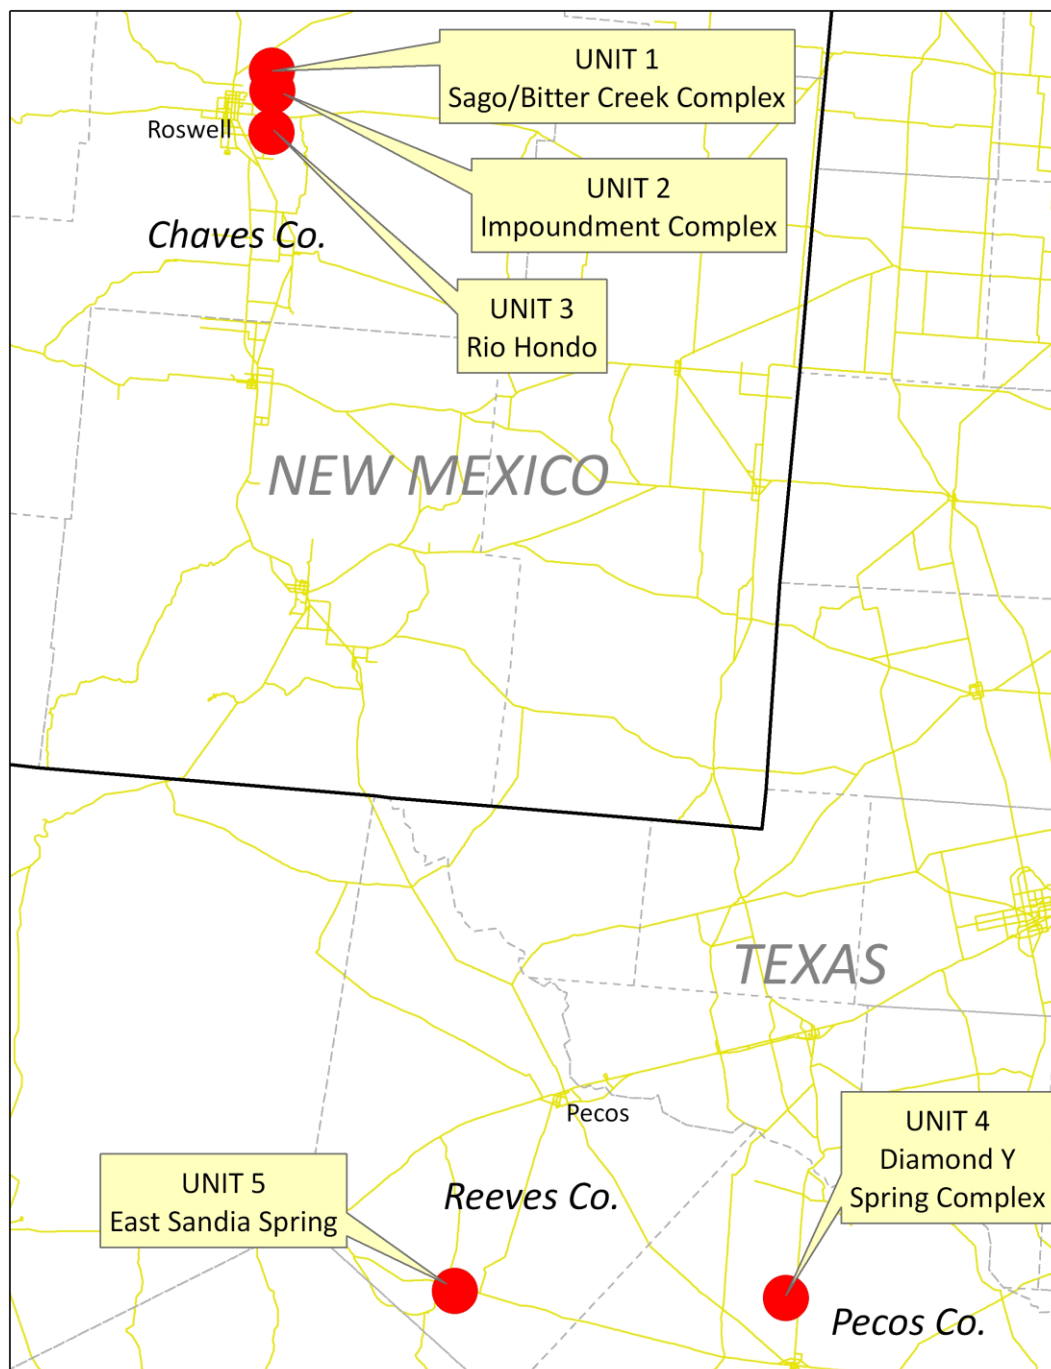 UNIT 1
Sago/Bitter Creek Complex
Roswell
UNIT 2
Impoundment Complex
Chaves Co.
UNIT 3
Rio Hondo
NEW MEXICO
TEXAS
Pecos
UNIT 4
Diamond Y
Spring Complex
UNIT 5
East Sandia Spring
Reeves Co.
Pecos Co.